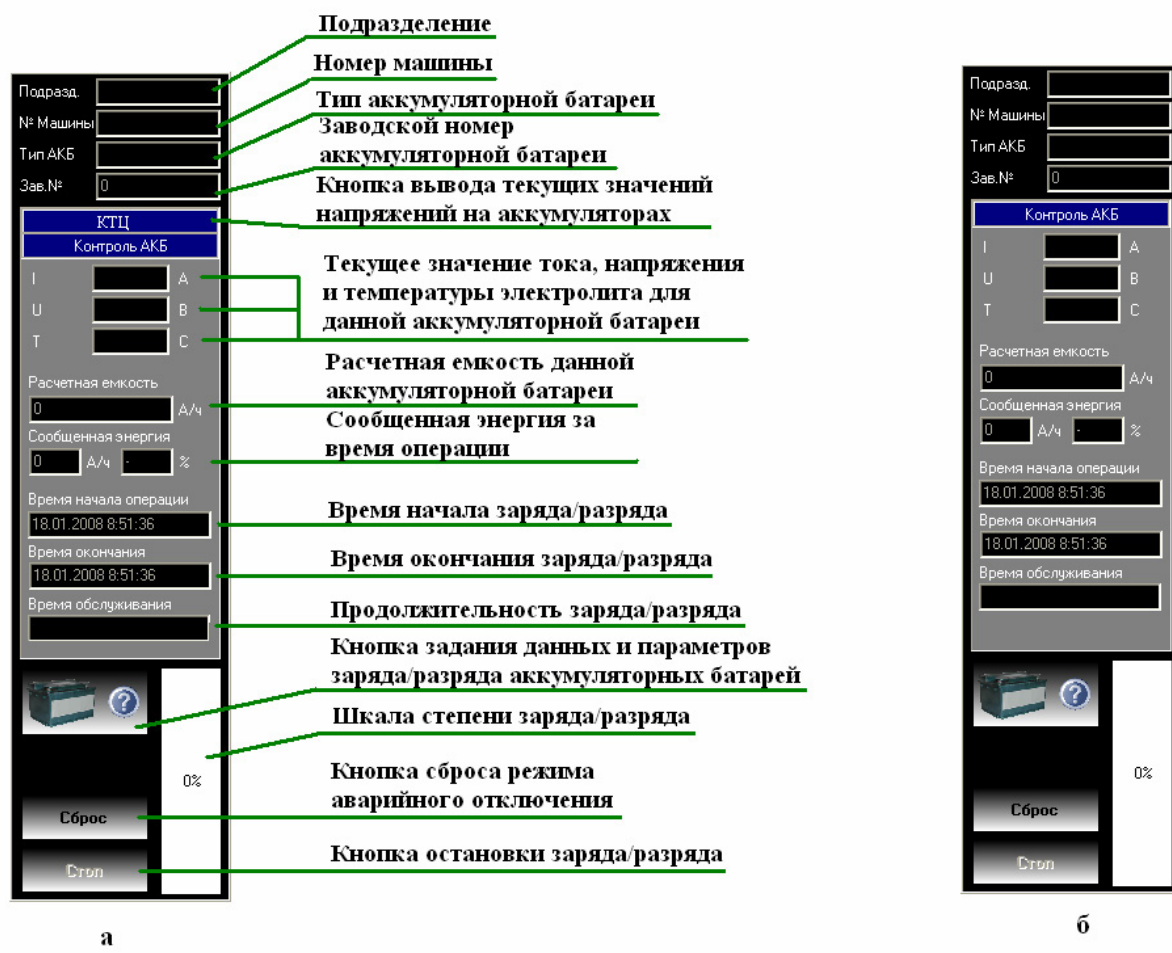 Подразделение
Номер машины
Тип аккумуляторной батареи
Заводской номер
аккумуляторной батареи
Кнопка вывода текущих значений
напряжений на аккумуляторах
Текущее значение тока, напряжения
и температуры электролита для
данной аккумуляторной батареи
Расчетная емкость данной
аккумуляторной батареи
Сообщенная энергия за
время операции
Время начала заряда/разряда
Время окончания заряда/разряда
Продолжительность заряда/разряда
Кнопка задания данных и параметров
заряда/разряда аккумуляторных батарей
Шкала степени заряда/разряда
Кнопка сброса режима
аварийного отключения
Кнопка остановки заряда/разряда
Подразд.
№ Машины
Тип АКБ
Зав.№ 0
КТЦ
Контроль АКБ
I А
U В
T С
Расчетная емкость
0 А/ч
Сообщенная энергия
0 А/ч - %
Время начала операции
18.01.2008 8:51:36
Время окончания
18.01.2008 8:51:36
Время обслуживания
?
0%
Сброс
Стоп
а
Подразд.
№ Машины
Тип АКБ
Зав.№ 0
Контроль АКБ
I А
U В
T С
Расчетная емкость
0 А/ч
Сообщенная энергия
0 А/ч - %
Время начала операции
18.01.2008 8:51:36
Время окончания
18.01.2008 8:51:36
Время обслуживания
?
0%
Сброс
Стоп
б